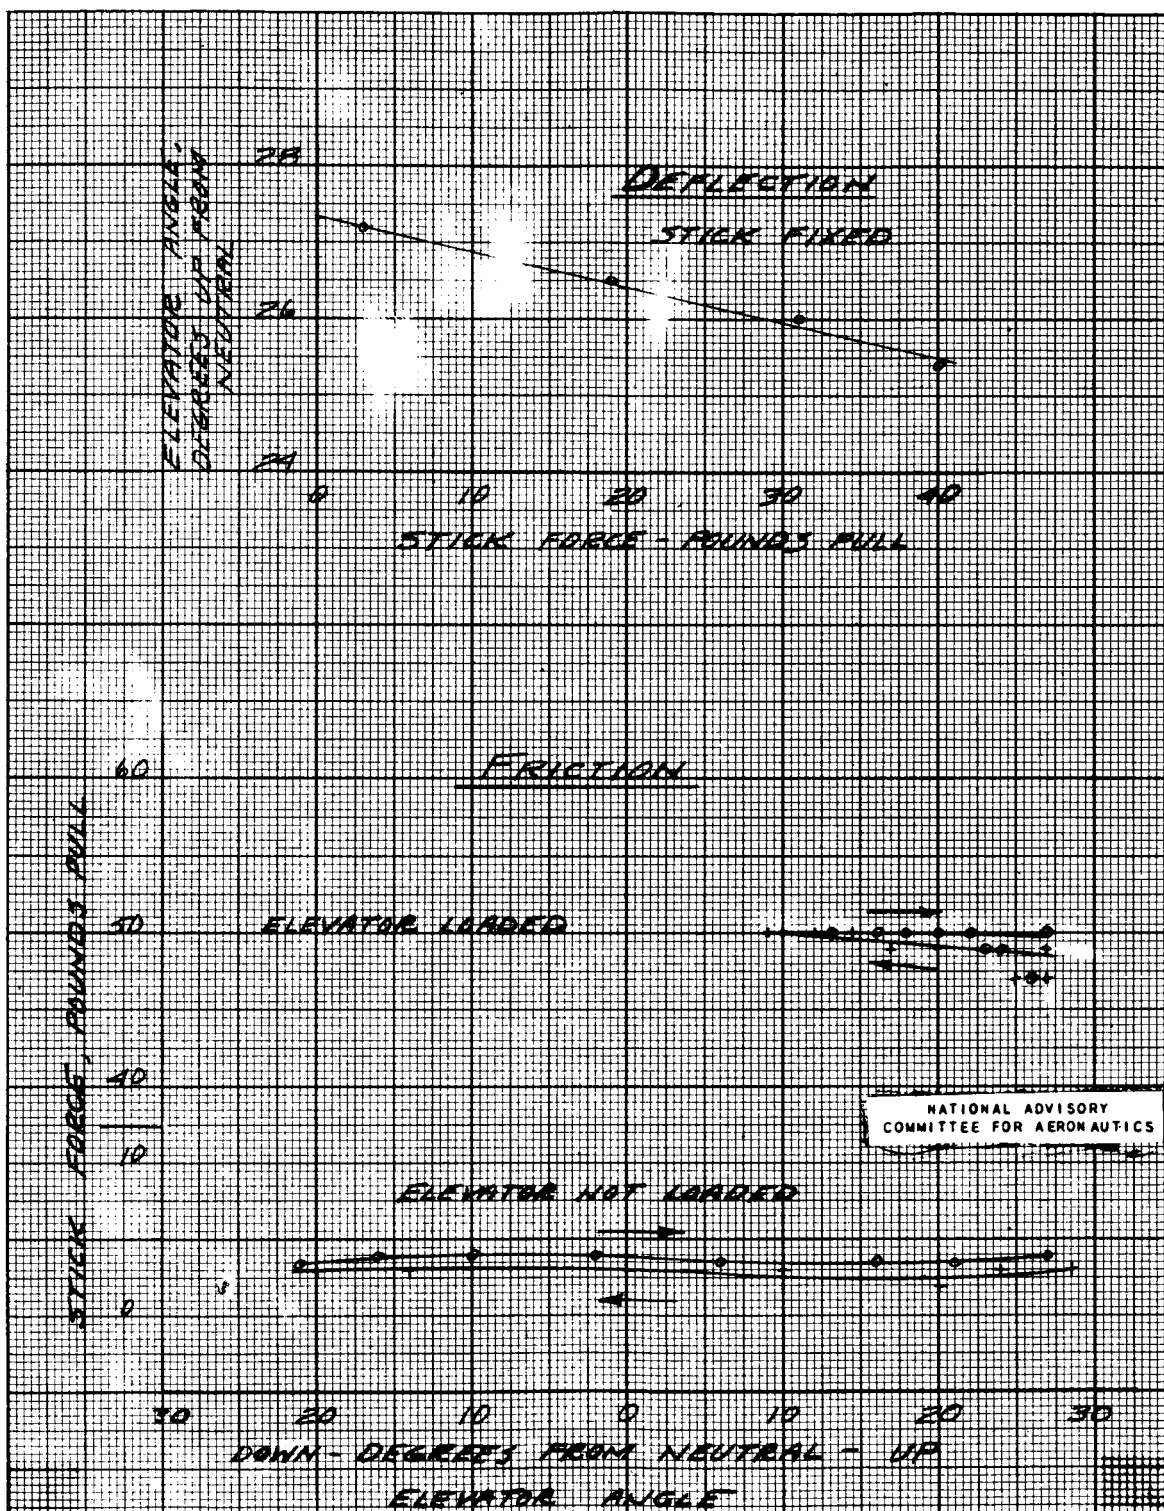 ELEVATOR ANGLE,
DEGREES UP FROM
NEUTRAL
28
26
24
DEFLECTION
STICK FIXED
0 10 20 30 40
STICK FORCE - POUNDS PULL
FRICTION
STICK FORCE, POUNDS PULL
60
50
40
10
0
ELEVATOR LOADED
NATIONAL ADVISORY
COMMITTEE FOR AERONAUTICS
ELEVATOR NOT LOADED
30 20 10 0 10 20 30
DOWN - DEGREES FROM NEUTRAL - UP
ELEVATOR ANGLE